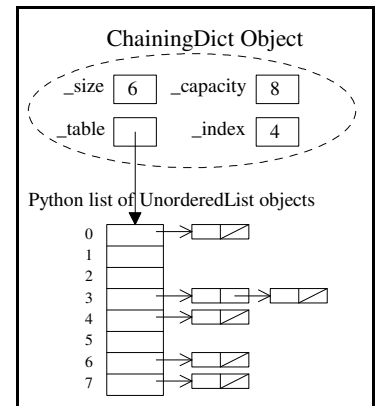 ChainingDict Object
_size 6 _capacity 8
_table _index 4
Python list of UnorderedList objects
0
1
2
3
4
5
6
7